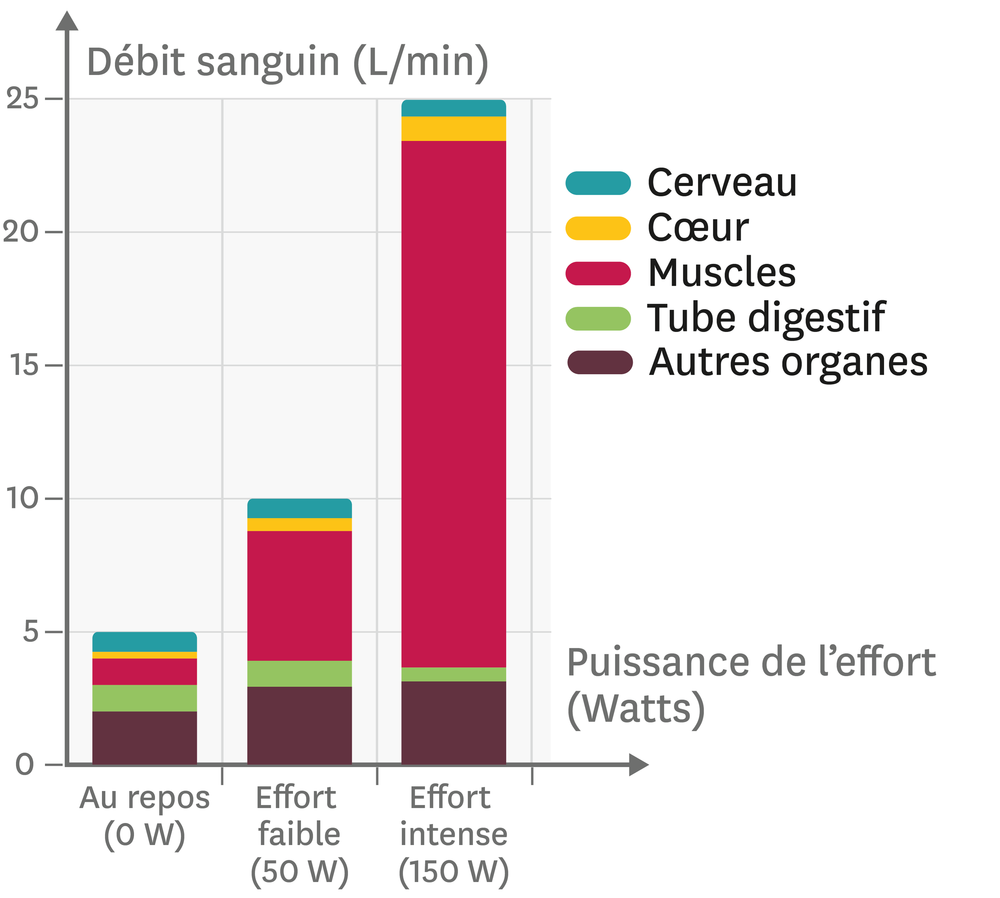 Débit sanguin (L/min)
25
20
15
10
5
0
Cerveau
Cœur
Muscles
Tube digestif
Autres organes
Puissance de l’effort
(Watts)
Au repos
(0 W)
Effort
faible
(50 W)
Effort
intense
(150 W)